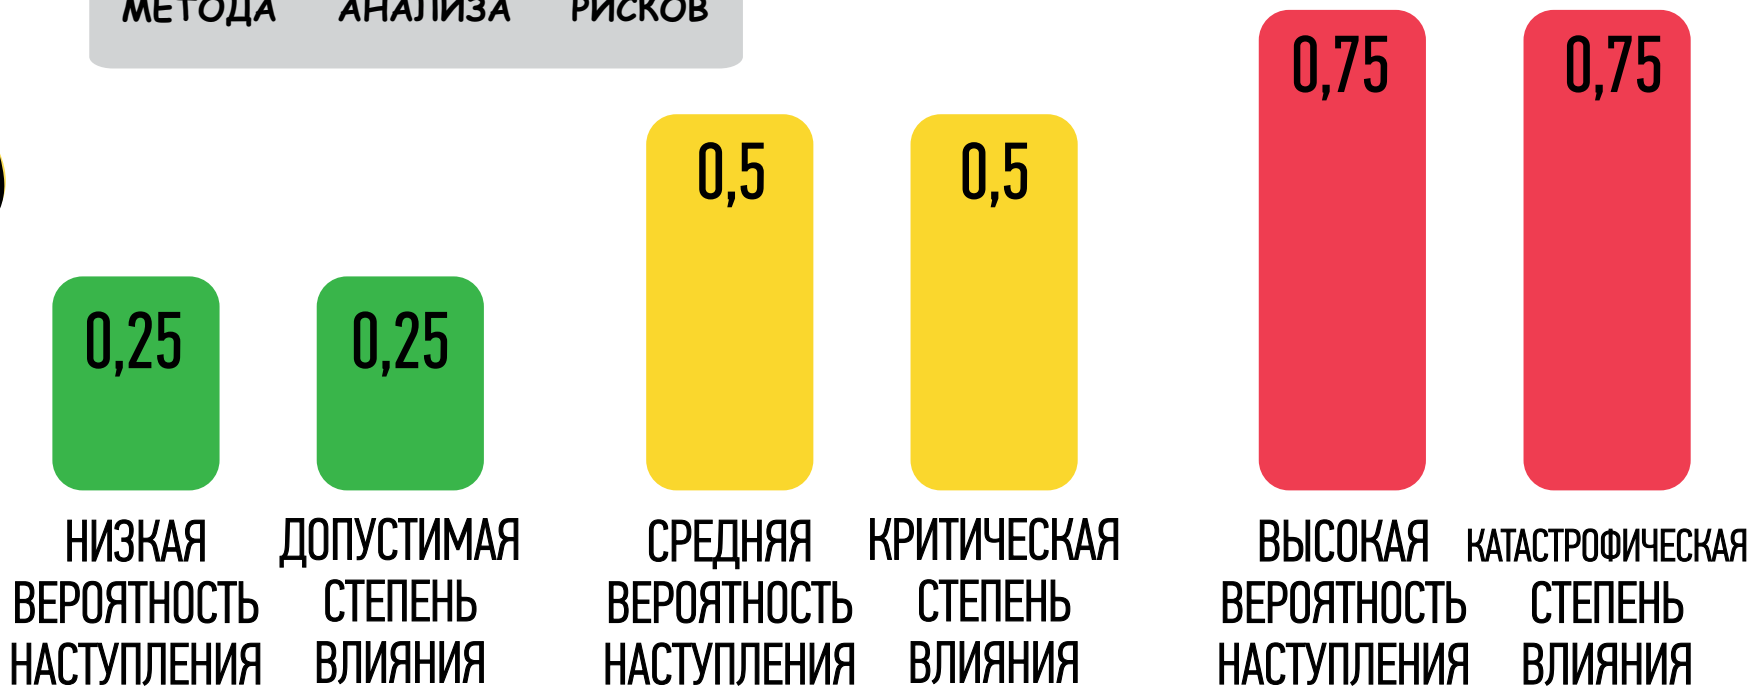 МЕТОДА АНАЛИЗА РИСКОВ
0,75 0,75
0,5 0,5
0,25 0,25
НИЗКАЯ
ВЕРОЯТНОСТЬ
НАСТУПЛЕНИЯ
ДОПУСТИМАЯ
СТЕПЕНЬ
ВЛИЯНИЯ
СРЕДНЯЯ
ВЕРОЯТНОСТЬ
НАСТУПЛЕНИЯ
КРИТИЧЕСКАЯ
СТЕПЕНЬ
ВЛИЯНИЯ
ВЫСОКАЯ
ВЕРОЯТНОСТЬ
НАСТУПЛЕНИЯ
КАТАСТРОФИЧЕСКАЯ
СТЕПЕНЬ
ВЛИЯНИЯ